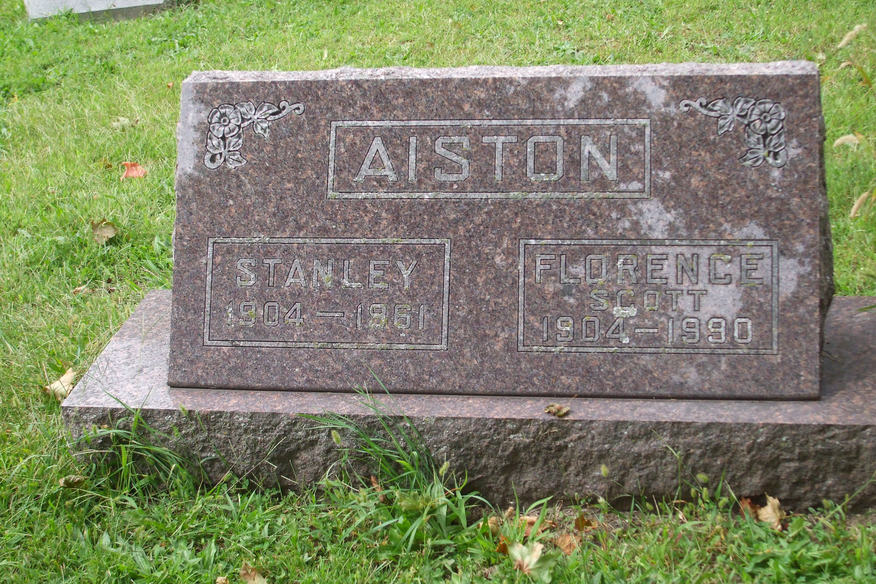 AISTON
STANLEY
1904 — 1961
FLORENCE
SCOTT
1904 — 1990